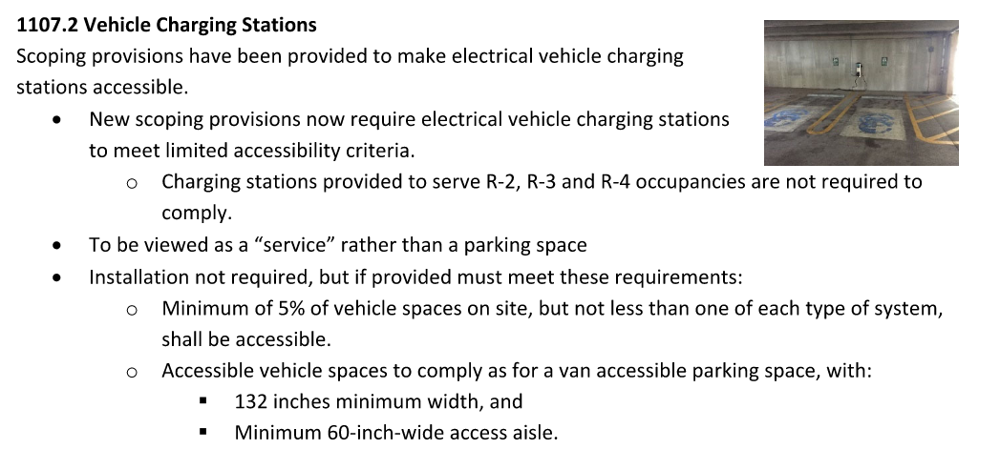 1107.2 Vehicle Charging Stations
Scoping provisions have been provided to make electrical vehicle charging
stations accessible.
• New scoping provisions now require electrical vehicle charging stations
to meet limited accessibility criteria.
o Charging stations provided to serve R-2, R-3 and R-4 occupancies are not required to
comply.
• To be viewed as a “service” rather than a parking space
• Installation not required, but if provided must meet these requirements:
o Minimum of 5% of vehicle spaces on site, but not less than one of each type of system,
shall be accessible.
o Accessible vehicle spaces to comply as for a van accessible parking space, with:
▪ 132 inches minimum width, and
▪ Minimum 60-inch-wide access aisle.